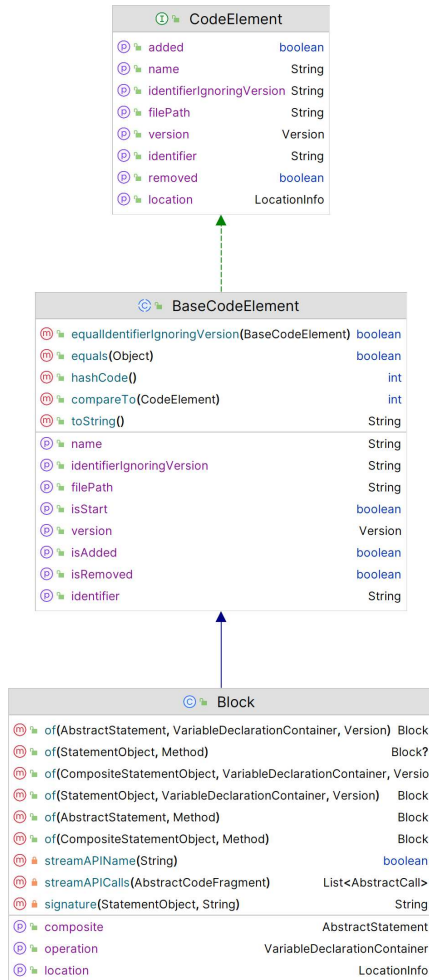 CodeElement
added boolean
name String
identifierIgnoringVersion String
filePath String
version Version
identifier String
removed boolean
location LocationInfo
BaseCodeElement
equalIdentifierIgnoringVersion(BaseCodeElement) boolean
equals(Object) boolean
hashCode() int
compareTo(CodeElement) int
toString() String
name String
identifierIgnoringVersion String
filePath String
isStart boolean
version Version
isAdded boolean
isRemoved boolean
identifier String
Block
of(AbstractStatement, VariableDeclarationContainer, Version) Block
of(StatementObject, Method) Block?
of(CompositeStatementObject, VariableDeclarationContainer, Versio
of(StatementObject, VariableDeclarationContainer, Version) Block
of(AbstractStatement, Method) Block
of(CompositeStatementObject, Method) Block
streamAPIName(String) boolean
streamAPICalls(AbstractCodeFragment) List<AbstractCall>
signature(StatementObject, String) String
composite AbstractStatement
operation VariableDeclarationContainer
location LocationInfo